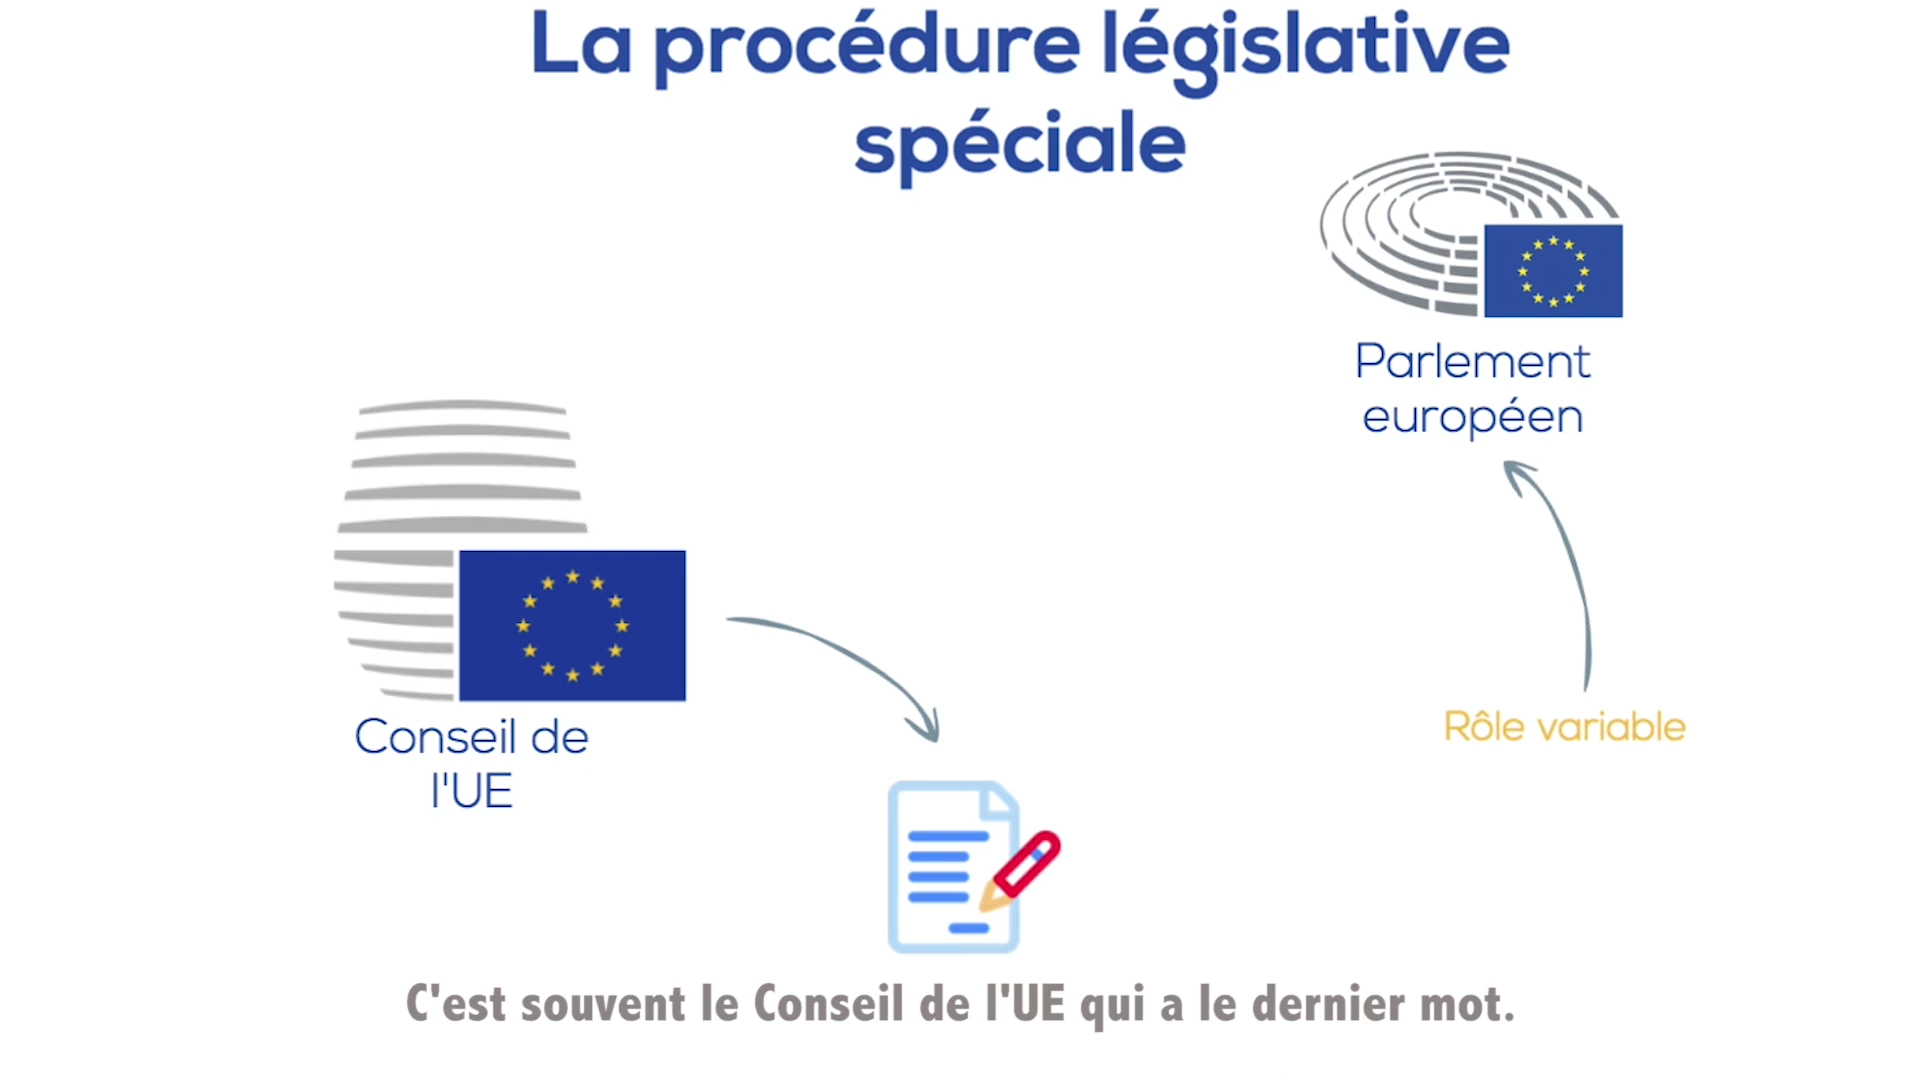 La procédure législative
spéciale
Parlement
européen
Conseil de
l'UE
Rôle variable
C'est souvent le Conseil de l'UE qui a le dernier mot.